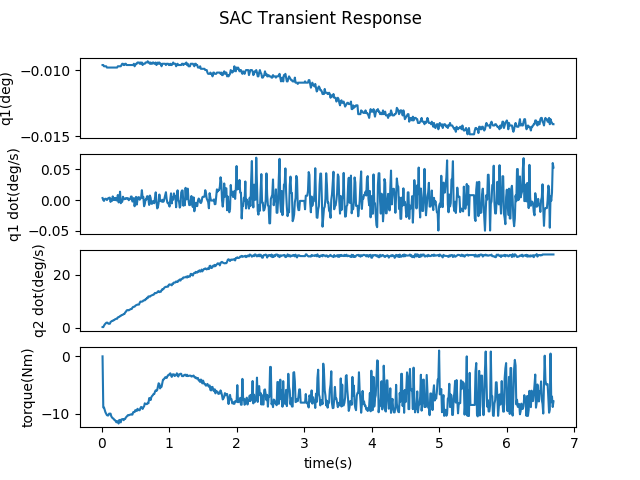 SAC Transient Response
q1(deg)
−0.010
−0.015
q1 dot(deg/s)
0.05
0.00
−0.05
q2 dot(deg/s)
20
0
torque(Nm)
0
−10
0 1 2 3 4 5 6 7
time(s)